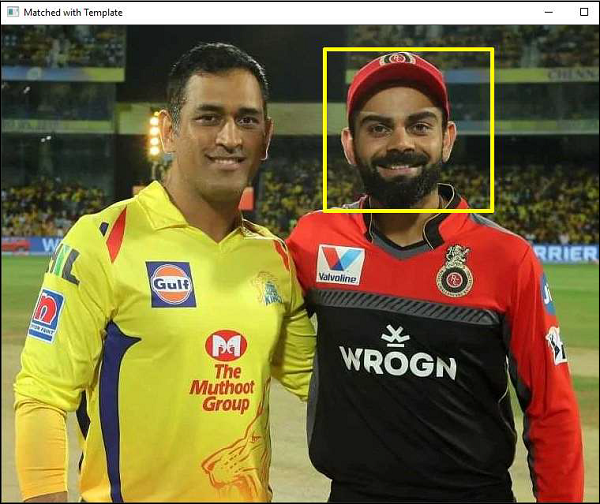 Matched with Template
CHENN
W
RRIER
Gulf
Valvoline
The
Muthoot
Group
WROGN